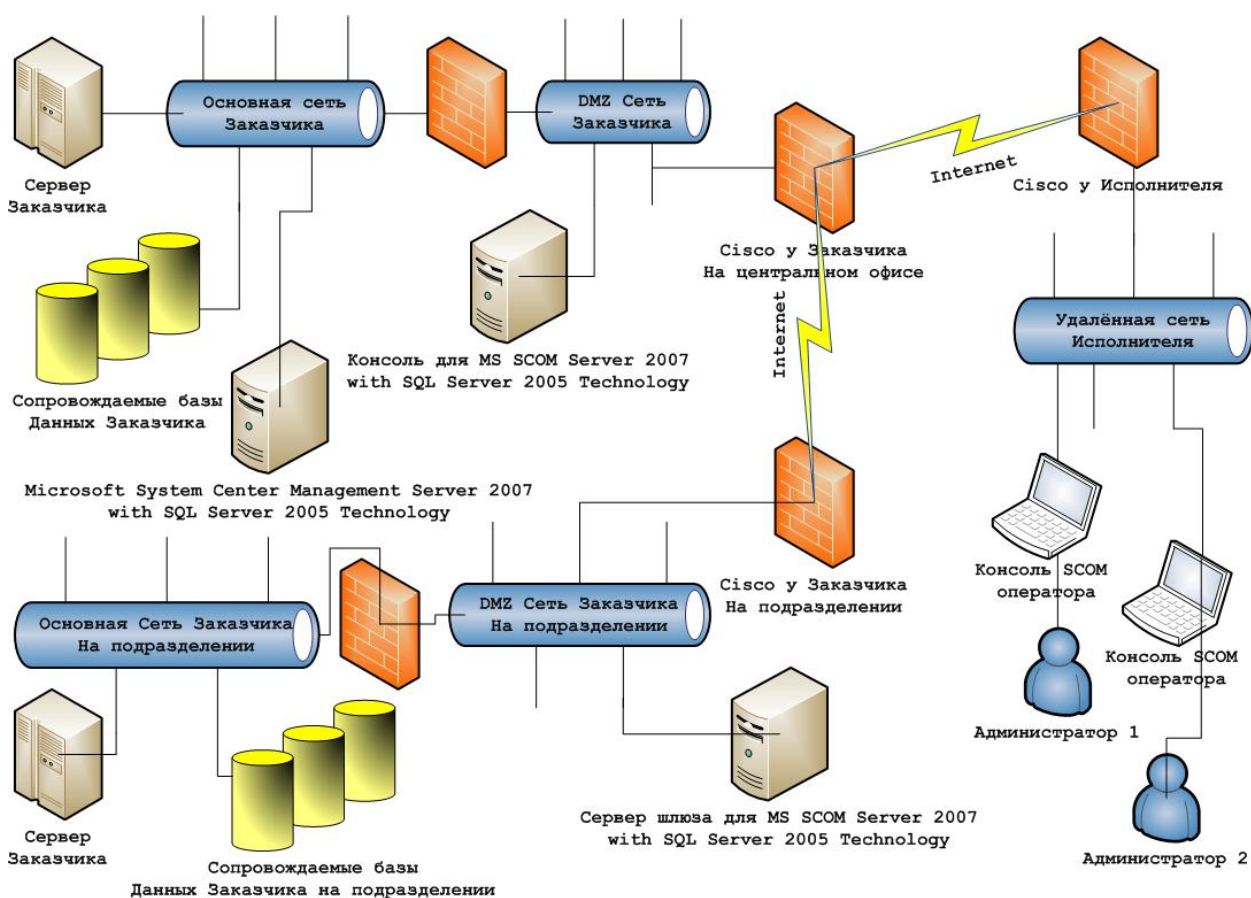 Основная сеть
Заказчика
DMZ Сеть
Заказчика
Internet
Cisco у Исполнителя
Сервер
Заказчика
Cisco у Заказчика
На центральном офисе
Internet
Удалённая сеть
Исполнителя
Консоль для MS SCOM Server 2007
with SQL Server 2005 Technology
Сопровождаемые базы
Данных Заказчика
Microsoft System Center Management Server 2007
with SQL Server 2005 Technology
Консоль SCOM
оператора
Консоль SCOM
оператора
Cisco у Заказчика
На подразделении
DMZ Сеть Заказчика
На подразделении
Основная Сеть Заказчика
На подразделении
Администратор 1
Администратор 2
Сервер шлюза для MS SCOM Server 2007
with SQL Server 2005 Technology
Сервер
Заказчика
Сопровождаемые базы
Данных Заказчика на подразделении